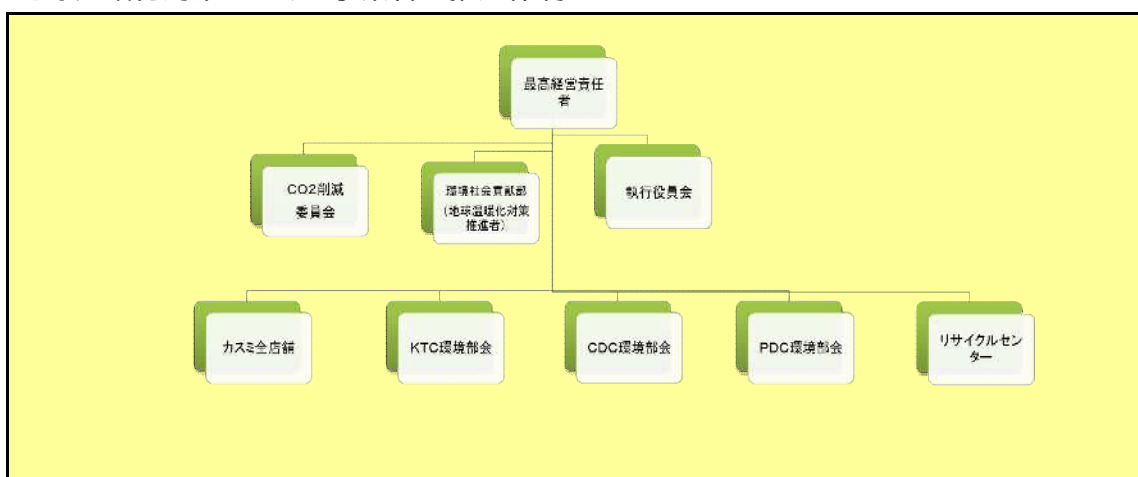 最高経営責任
者
CO2削減
委員会
環境社会貢献部
(地球温暖化対策
推進者)
執行役員会
カスミ全店舗
KTC環境部会
CDC環境部会
PDC環境部会
リサイクルセン
ター